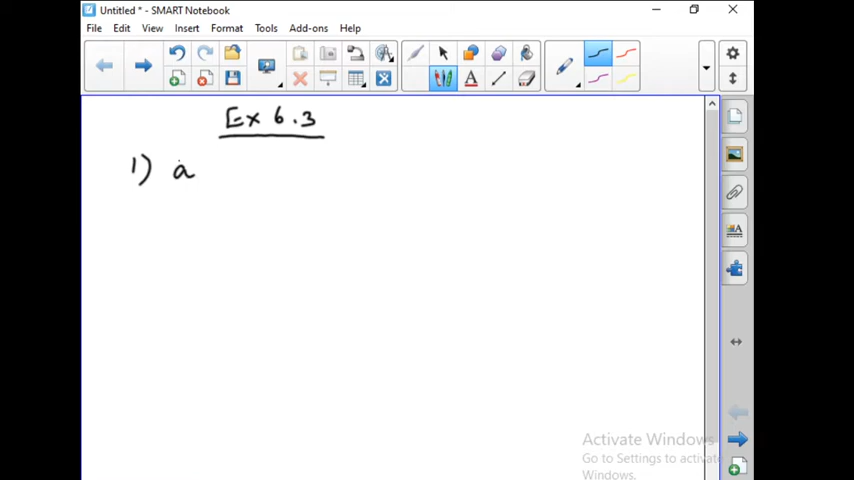 Untitled * - SMART Notebook
File Edit View Insert Format Tools Add-ons Help
Ex 6.3
1) a
Activate Windows
Go to Settings to activate
Windows.